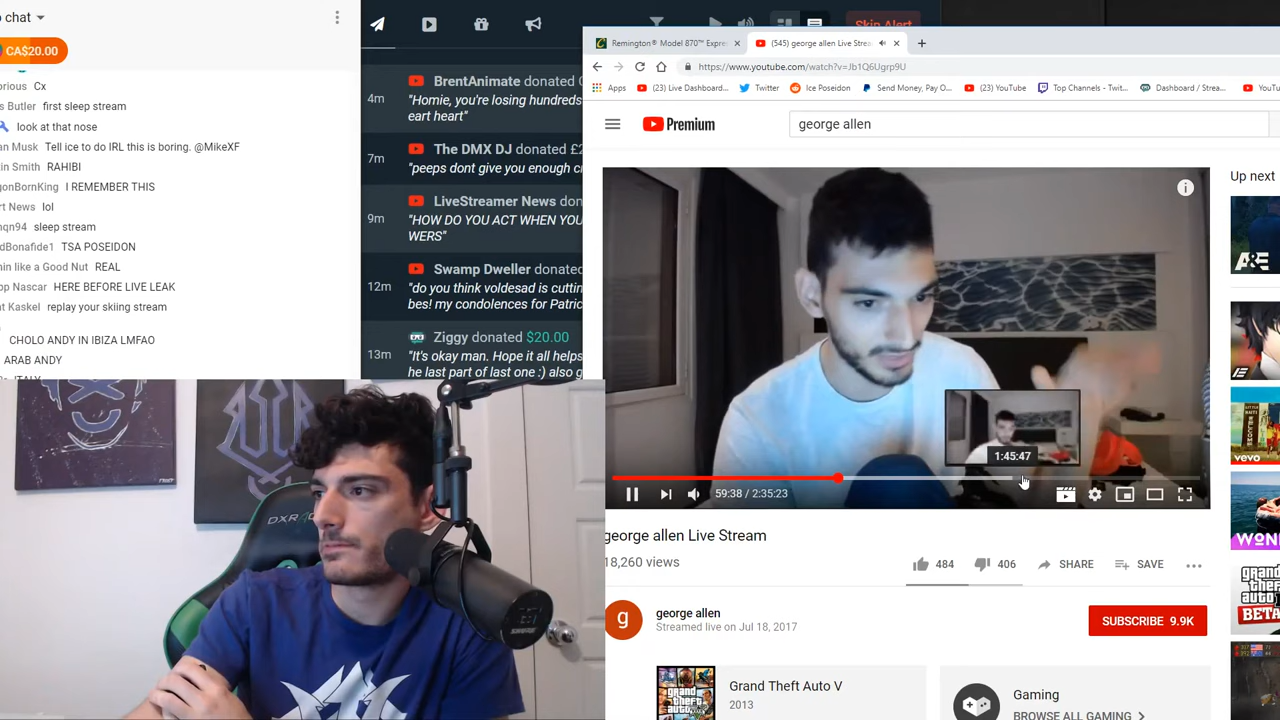 chat
CA$20.00
Cx
Butler first sleep stream
look at that nose
Musk Tell ice to do IRL this is boring. @MikeXF
Smith RAHIBI
I REMEMBER THIS
News lol
sleep stream
TSA POSEIDON
like a Good Nut REAL
Nascar HERE BEFORE LIVE LEAK
Kaskel replay your skiing stream
CHOLO ANDY IN IBIZA LMFAO
ARAB ANDY
Skip Alert
4m
BrentAnimate donated
"Homie, you're losing hundreds
eart heart"
7m
The DMX DJ donated
"peeps dont give you enough
9m
LiveStreamer News
"HOW DO YOU ACT WHEN YOU
WERS"
12m
Swamp Dweller donated
"do you think voldesad is cuttin
bes! my condolences for Patric
13m
Ziggy donated $20.00
"It's okay man. Hope it all helps
he last part of last one :) also g
Remington® Model 870™ Expre
(545) george allen Live Strea
https://www.youtube.com/watch?v=Jb1Q6Ugrp9U
Apps
(23) Live Dashboard...
Twitter
Ice Poseidon
Send Money, Pay O...
(23) YouTube
Top Channels - Twit...
Dashboard / Strea...
Premium
george allen
1:45:47
59:38 / 2:35:23
george allen Live Stream
18,260 views
484
406
SHARE
SAVE
g
george allen
Streamed live on Jul 18, 2017
SUBSCRIBE 9.9K
Grand Theft Auto V
2013
Gaming
BROWSE ALL GAMING
Up next
A&E
vevo
WON
grand
theft
auto
BETA
DXRA